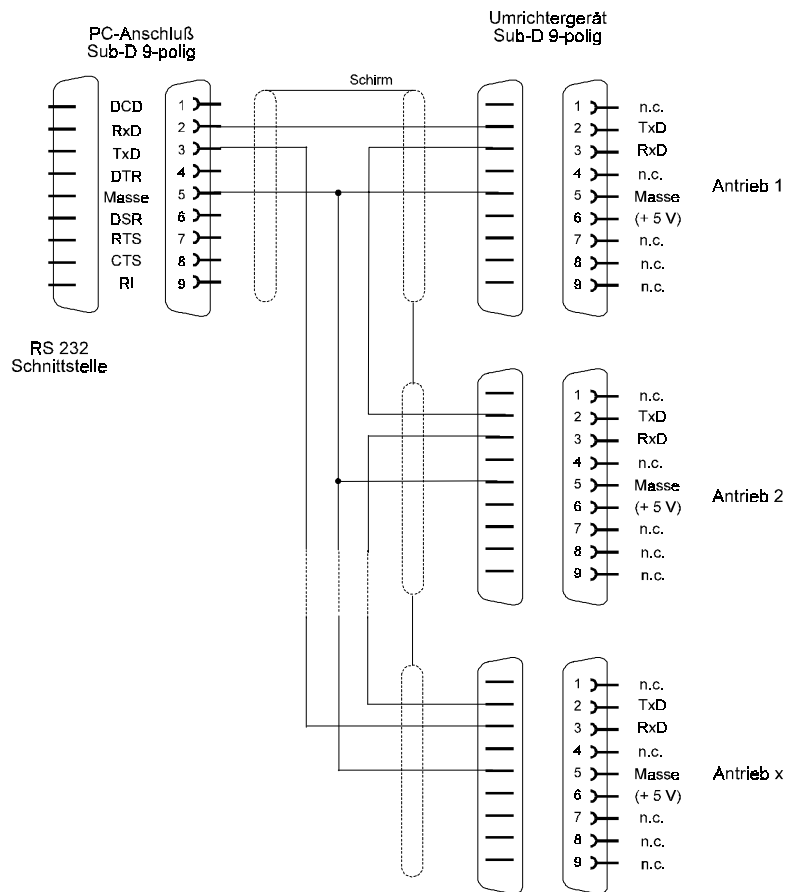 PC-Anschluß
Sub-D 9-polig
Umrichtergerät
Sub-D 9-polig
Schirm
DCD 1
RxD 2
TxD 3
DTR 4
Masse 5
DSR 6
RTS 7
CTS 8
RI 9
RS 232
Schnittstelle
1 n.c.
2 TxD
3 RxD
4 n.c.
5 Masse
6 (+ 5 V)
7 n.c.
8 n.c.
9 n.c.
Antrieb 1
1 n.c.
2 TxD
3 RxD
4 n.c.
5 Masse
6 (+ 5 V)
7 n.c.
8 n.c.
9 n.c.
Antrieb 2
1 n.c.
2 TxD
3 RxD
4 n.c.
5 Masse
6 (+ 5 V)
7 n.c.
8 n.c.
9 n.c.
Antrieb x